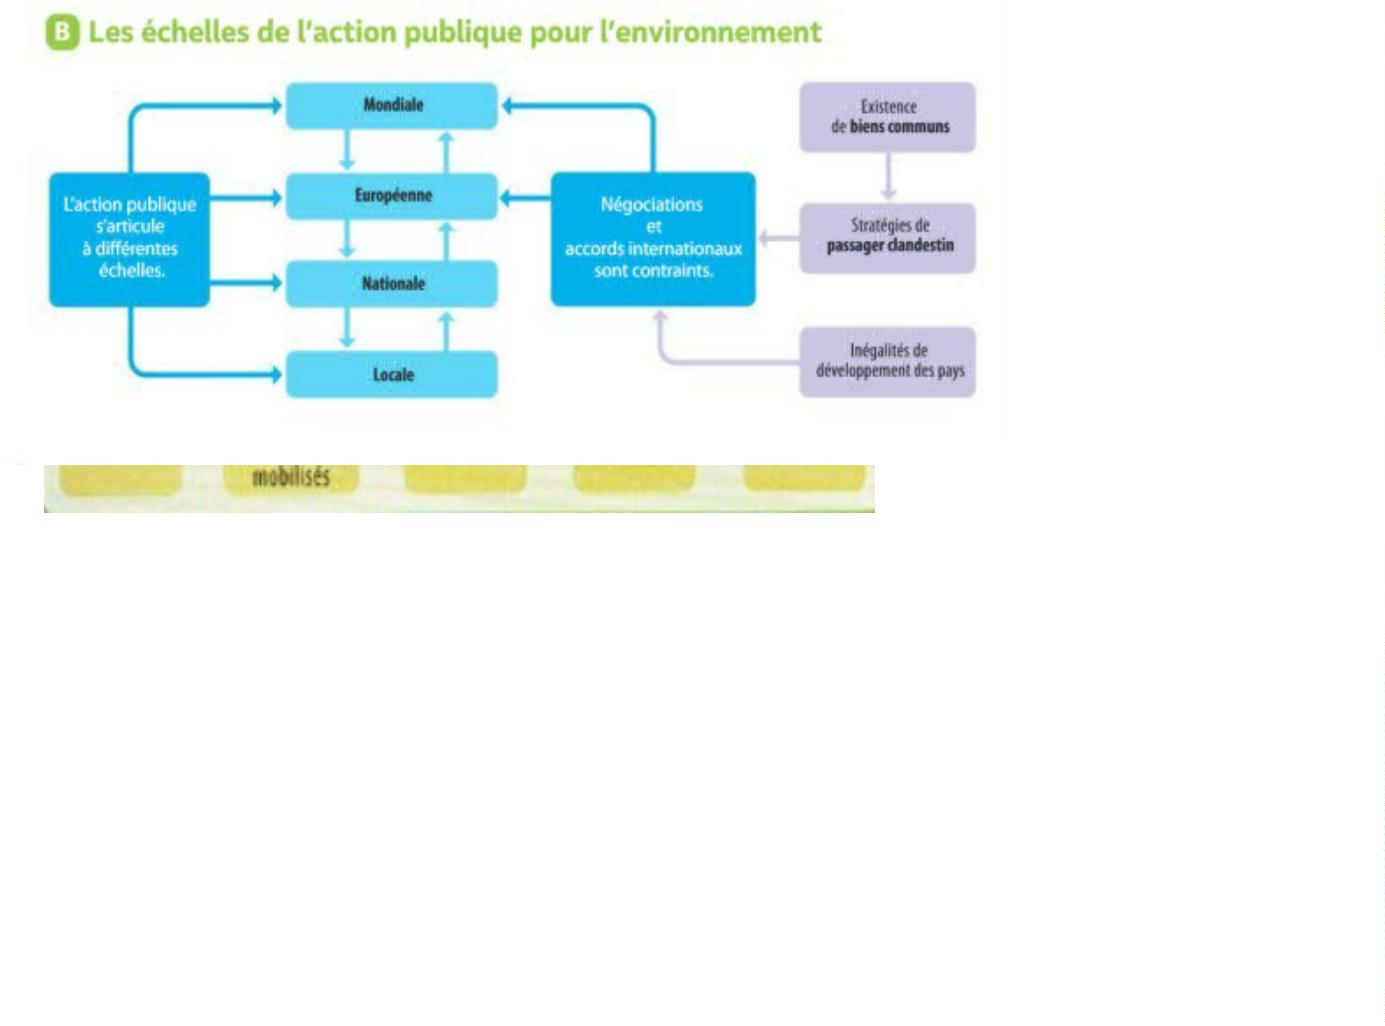 B Les échelles de l'action publique pour l'environnement
L'action publique
s'articule
à différentes
échelles.
Mondiale
Européenne
Nationale
Locale
Négociations
et
accords internationaux
sont contraints.
Existence
de biens communs
Stratégies de
passager clandestin
Inégalités de
développement des pays
mobilisés